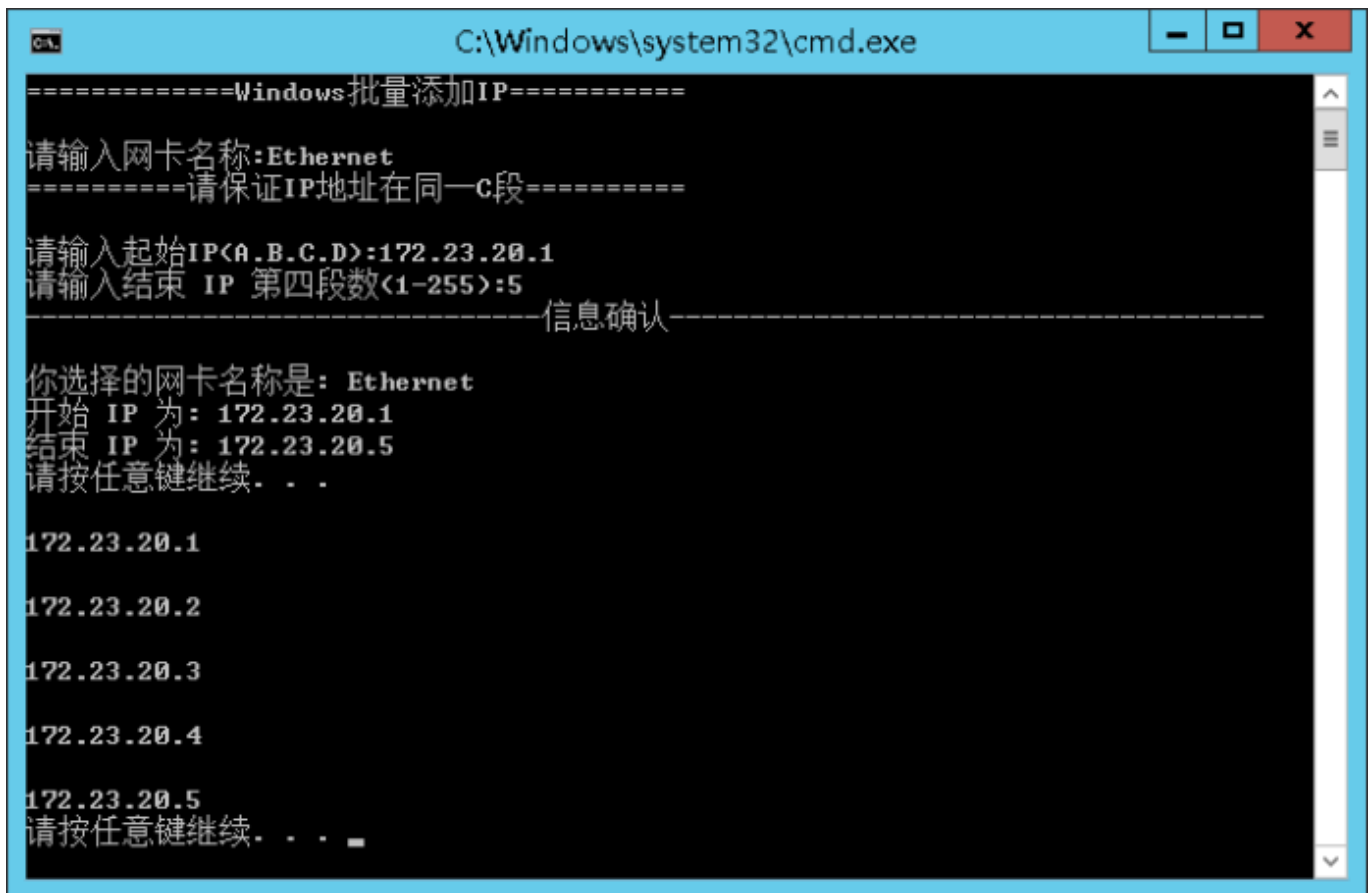 C:\Windows\system32\cmd.exe
=============Windows批量添加IP===========
请输入网卡名称:Ethernet
==========请保证IP地址在同一C段==========
请输入起始IP(A.B.C.D):172.23.20.1
请输入结束 IP 第四段数(1-255):5
--------------------------------信息确认-------------------------------------
你选择的网卡名称是: Ethernet
开始 IP 为: 172.23.20.1
结束 IP 为: 172.23.20.5
请按任意键继续. . .
172.23.20.1
172.23.20.2
172.23.20.3
172.23.20.4
172.23.20.5
请按任意键继续. . .